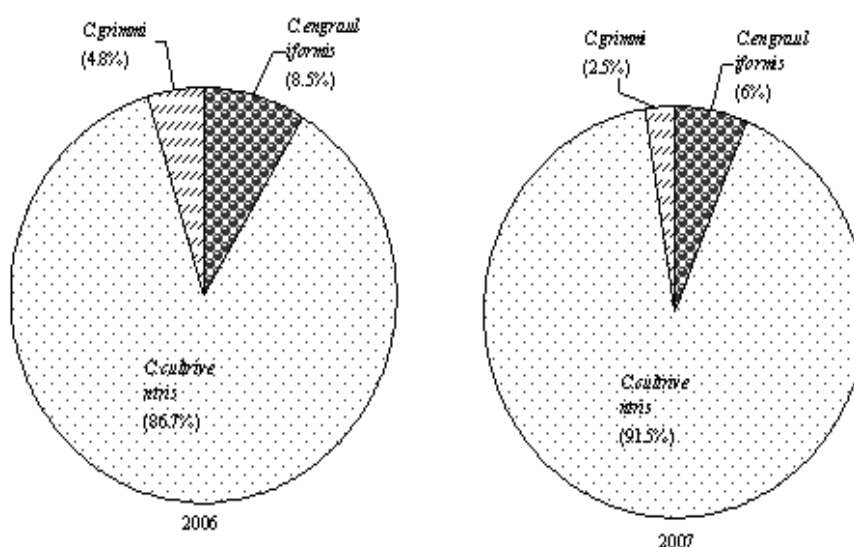 C.grimmi
(4.8%)
C.engraul
iformis
(8.5%)
C.cultrive
ntris
(86.7%)
2006
C.grimmi
(2.5%)
C.engraul
iformis
(6%)
C.cultrive
ntris
(91.5%)
2007